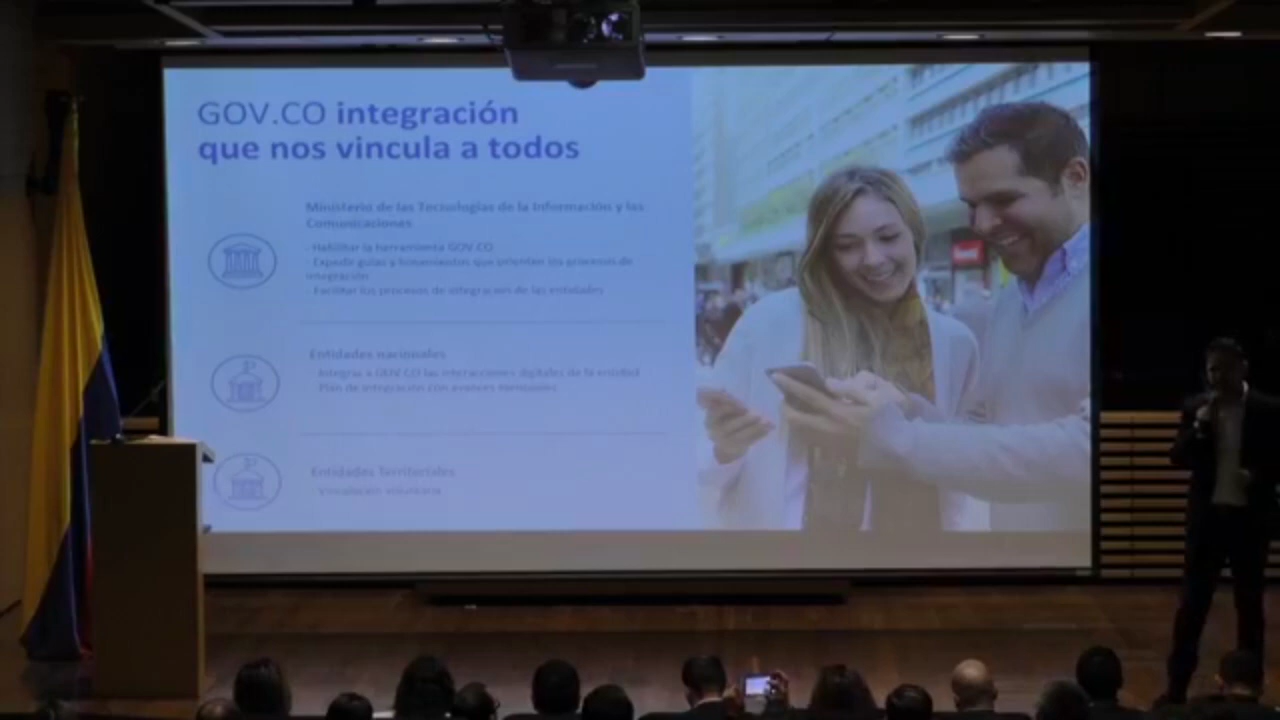 GOV.CO integración
que nos vincula a todos
Ministerio de las Tecnologías de la Información y las
Comunicaciones
- Habilitar la herramienta GOV.CO
- Expedir guías y lineamientos que orienten los procesos de
integración
- Facilitar los procesos de integración de las entidades
Entidades nacionales
Integrar a GOV.CO las interacciones digitales de la entidad
Plan de integración con avances mensuales
Entidades Territoriales
Vinculación voluntaria